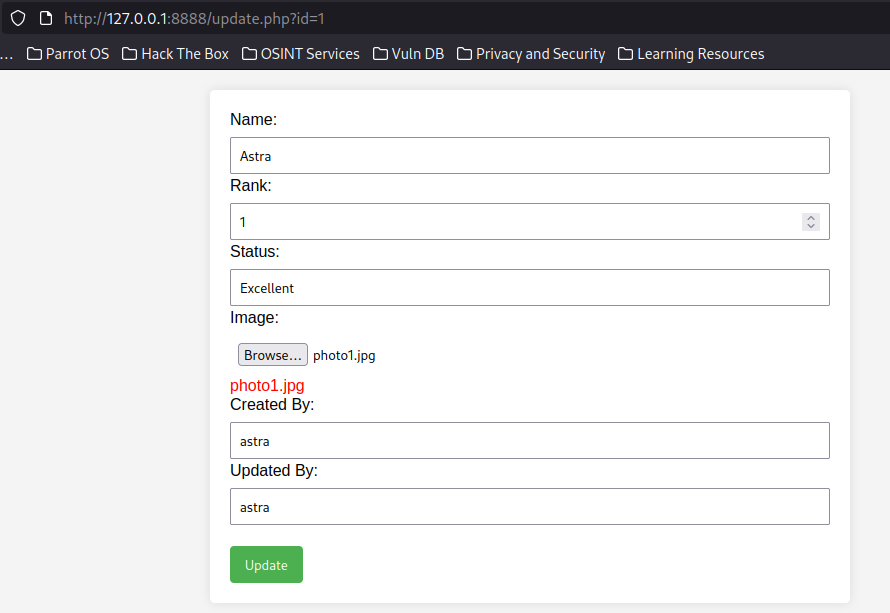 http://127.0.0.1:8888/update.php?id=1
... Parrot OS Hack The Box OSINT Services Vuln DB Privacy and Security Learning Resources
Name:
Astra
Rank:
1
Status:
Excellent
Image:
Browse... photo1.jpg
photo1.jpg
Created By:
astra
Updated By:
astra
Update